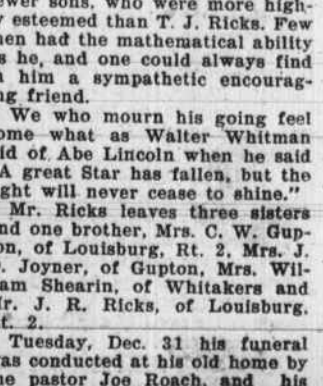 ewer sons, who were more high-
y esteemed than T. J. Ricks. Few
en had the mathematical ability
s he, and one could always find
him a sympathetic encourag-
ng friend.
We who mourn his going feel
ome what as Walter Whitman
id of Abe Lincoln when he said
"A great Star has fallen, but the
ght will never cease to shine."
Mr. Ricks leaves three sisters
nd one brother, Mrs. C. W. Gup-
on, of Louisburg, Rt. 2, Mrs. J.
. Joyner, of Gupton, Mrs. Wil-
am Shearin, of Whitakers and
r. J. R. Ricks, of Louisburg,
t. 2.
Tuesday, Dec. 31 his funeral
as conducted at his old home by
he pastor Joe Roach, and his